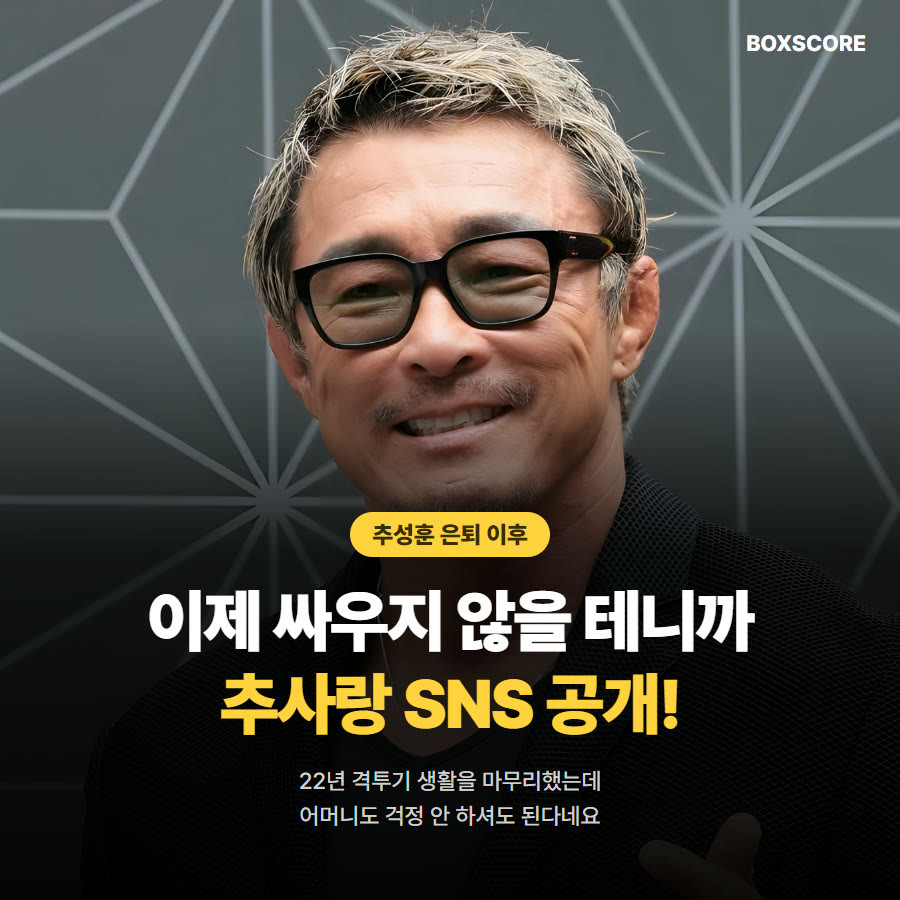 BOXSCORE
추성훈 은퇴 이후
이제 싸우지 않을 테니까
추사랑 SNS 공개!
22년 격투기 생활을 마무리했는데
어머니도 걱정 안 하셔도 된다네요